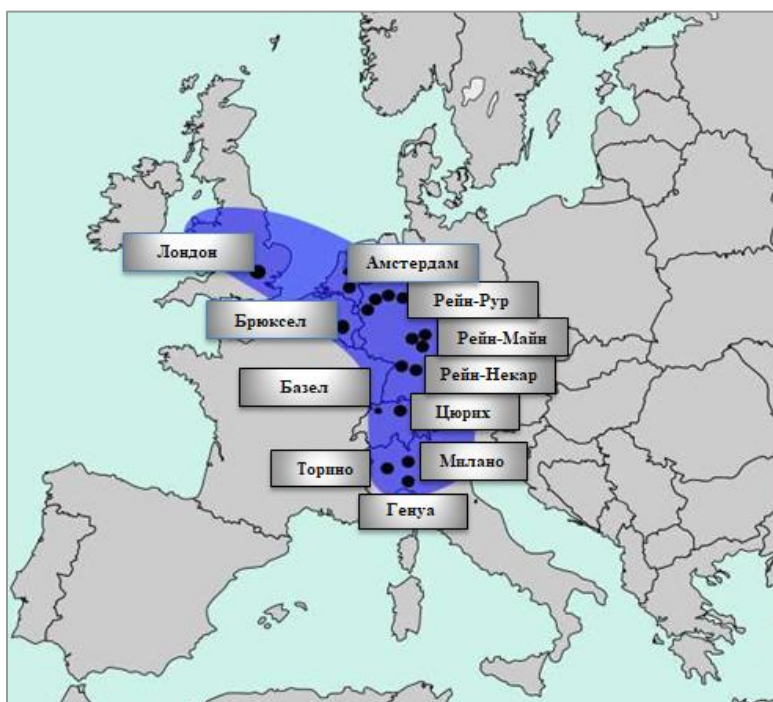 Лондон
Амстердам
Рейн-Рур
Брюксел
Рейн-Майн
Рейн-Некар
Базел
Цюрих
Милано
Торино
Генуа